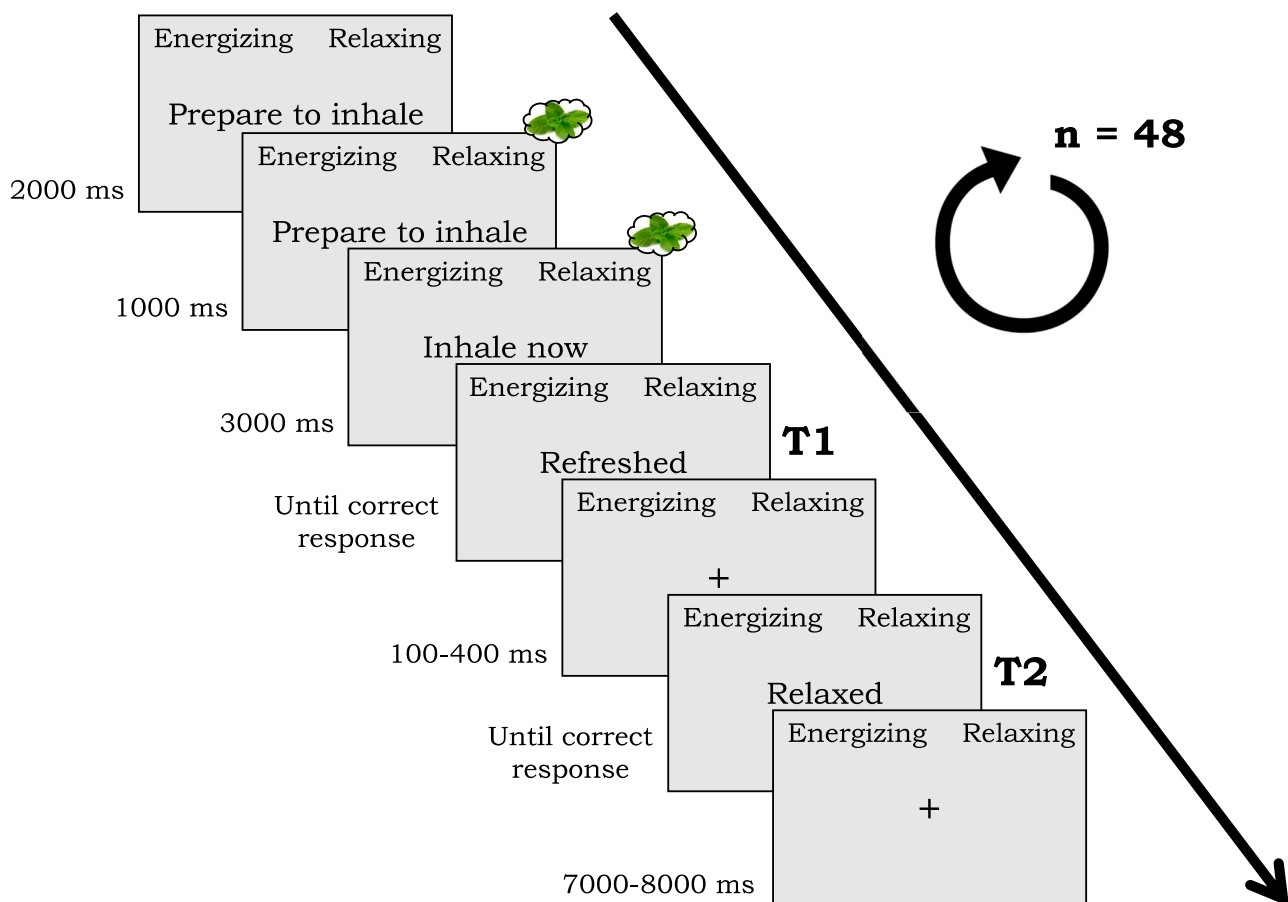 Energizing Relaxing
Prepare to inhale
2000 ms
n = 48
Energizing Relaxing
Prepare to inhale
1000 ms
Energizing Relaxing
Inhale now
3000 ms
Energizing Relaxing
Refreshed
T1
Until correct
response
Energizing Relaxing
+
100-400 ms
Energizing Relaxing
Relaxed
T2
Until correct
response
Energizing Relaxing
+
7000-8000 ms